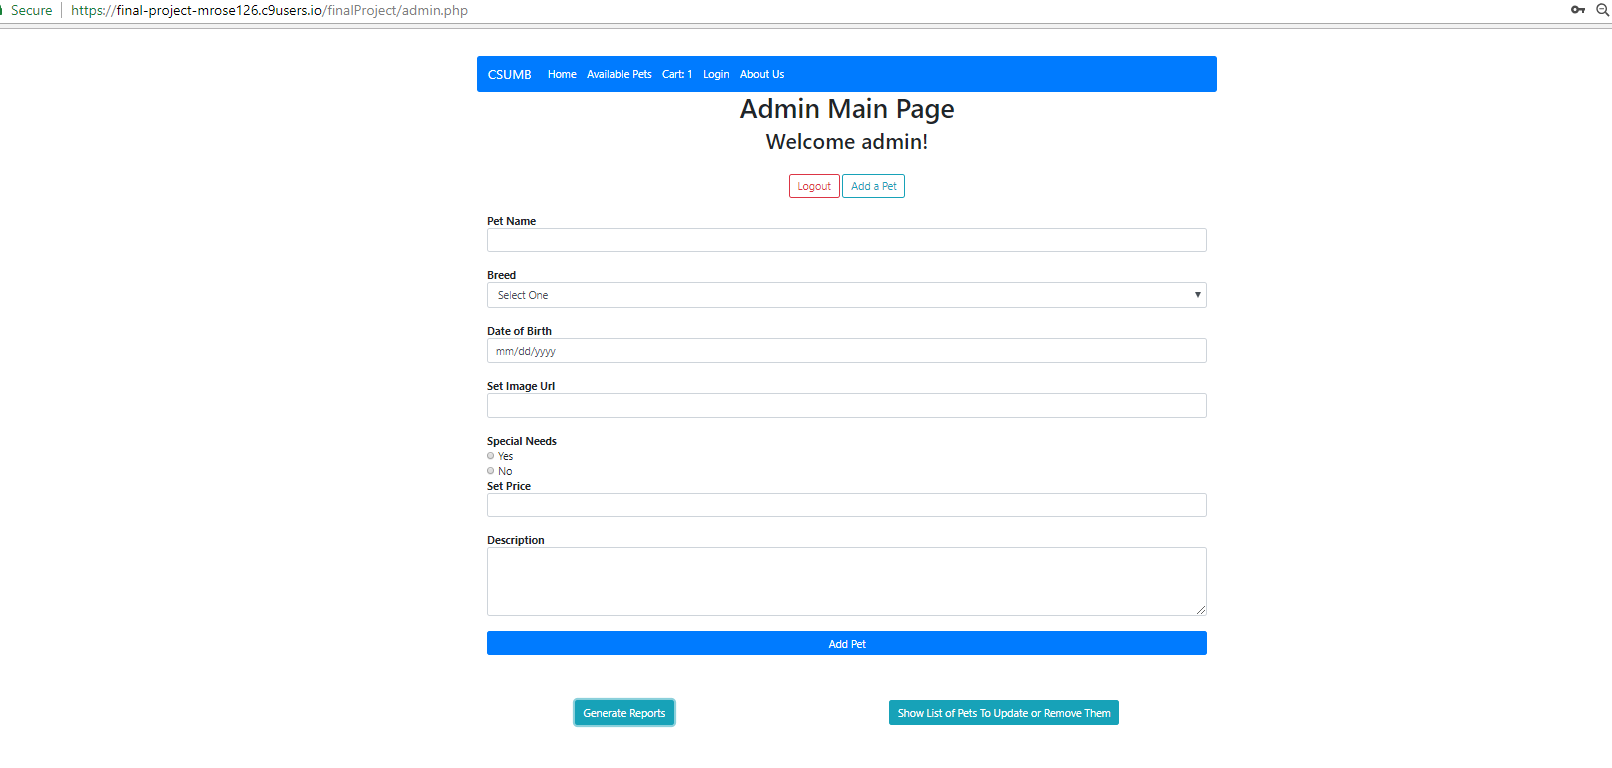 Secure https://final-project-mrose126.c9users.io/finalProject/admin.php
CSUMB Home Available Pets Cart: 1 Login About Us
Admin Main Page
Welcome admin!
Logout Add a Pet
Pet Name
Breed
Select One
Date of Birth
mm/dd/yyyy
Set Image Url
Special Needs
Yes
No
Set Price
Description
Add Pet
Generate Reports Show List of Pets To Update or Remove Them